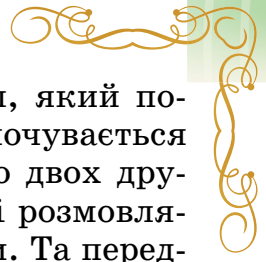 , який по-
очувається
о двох дру-
і розмовля-
и. Та перед-